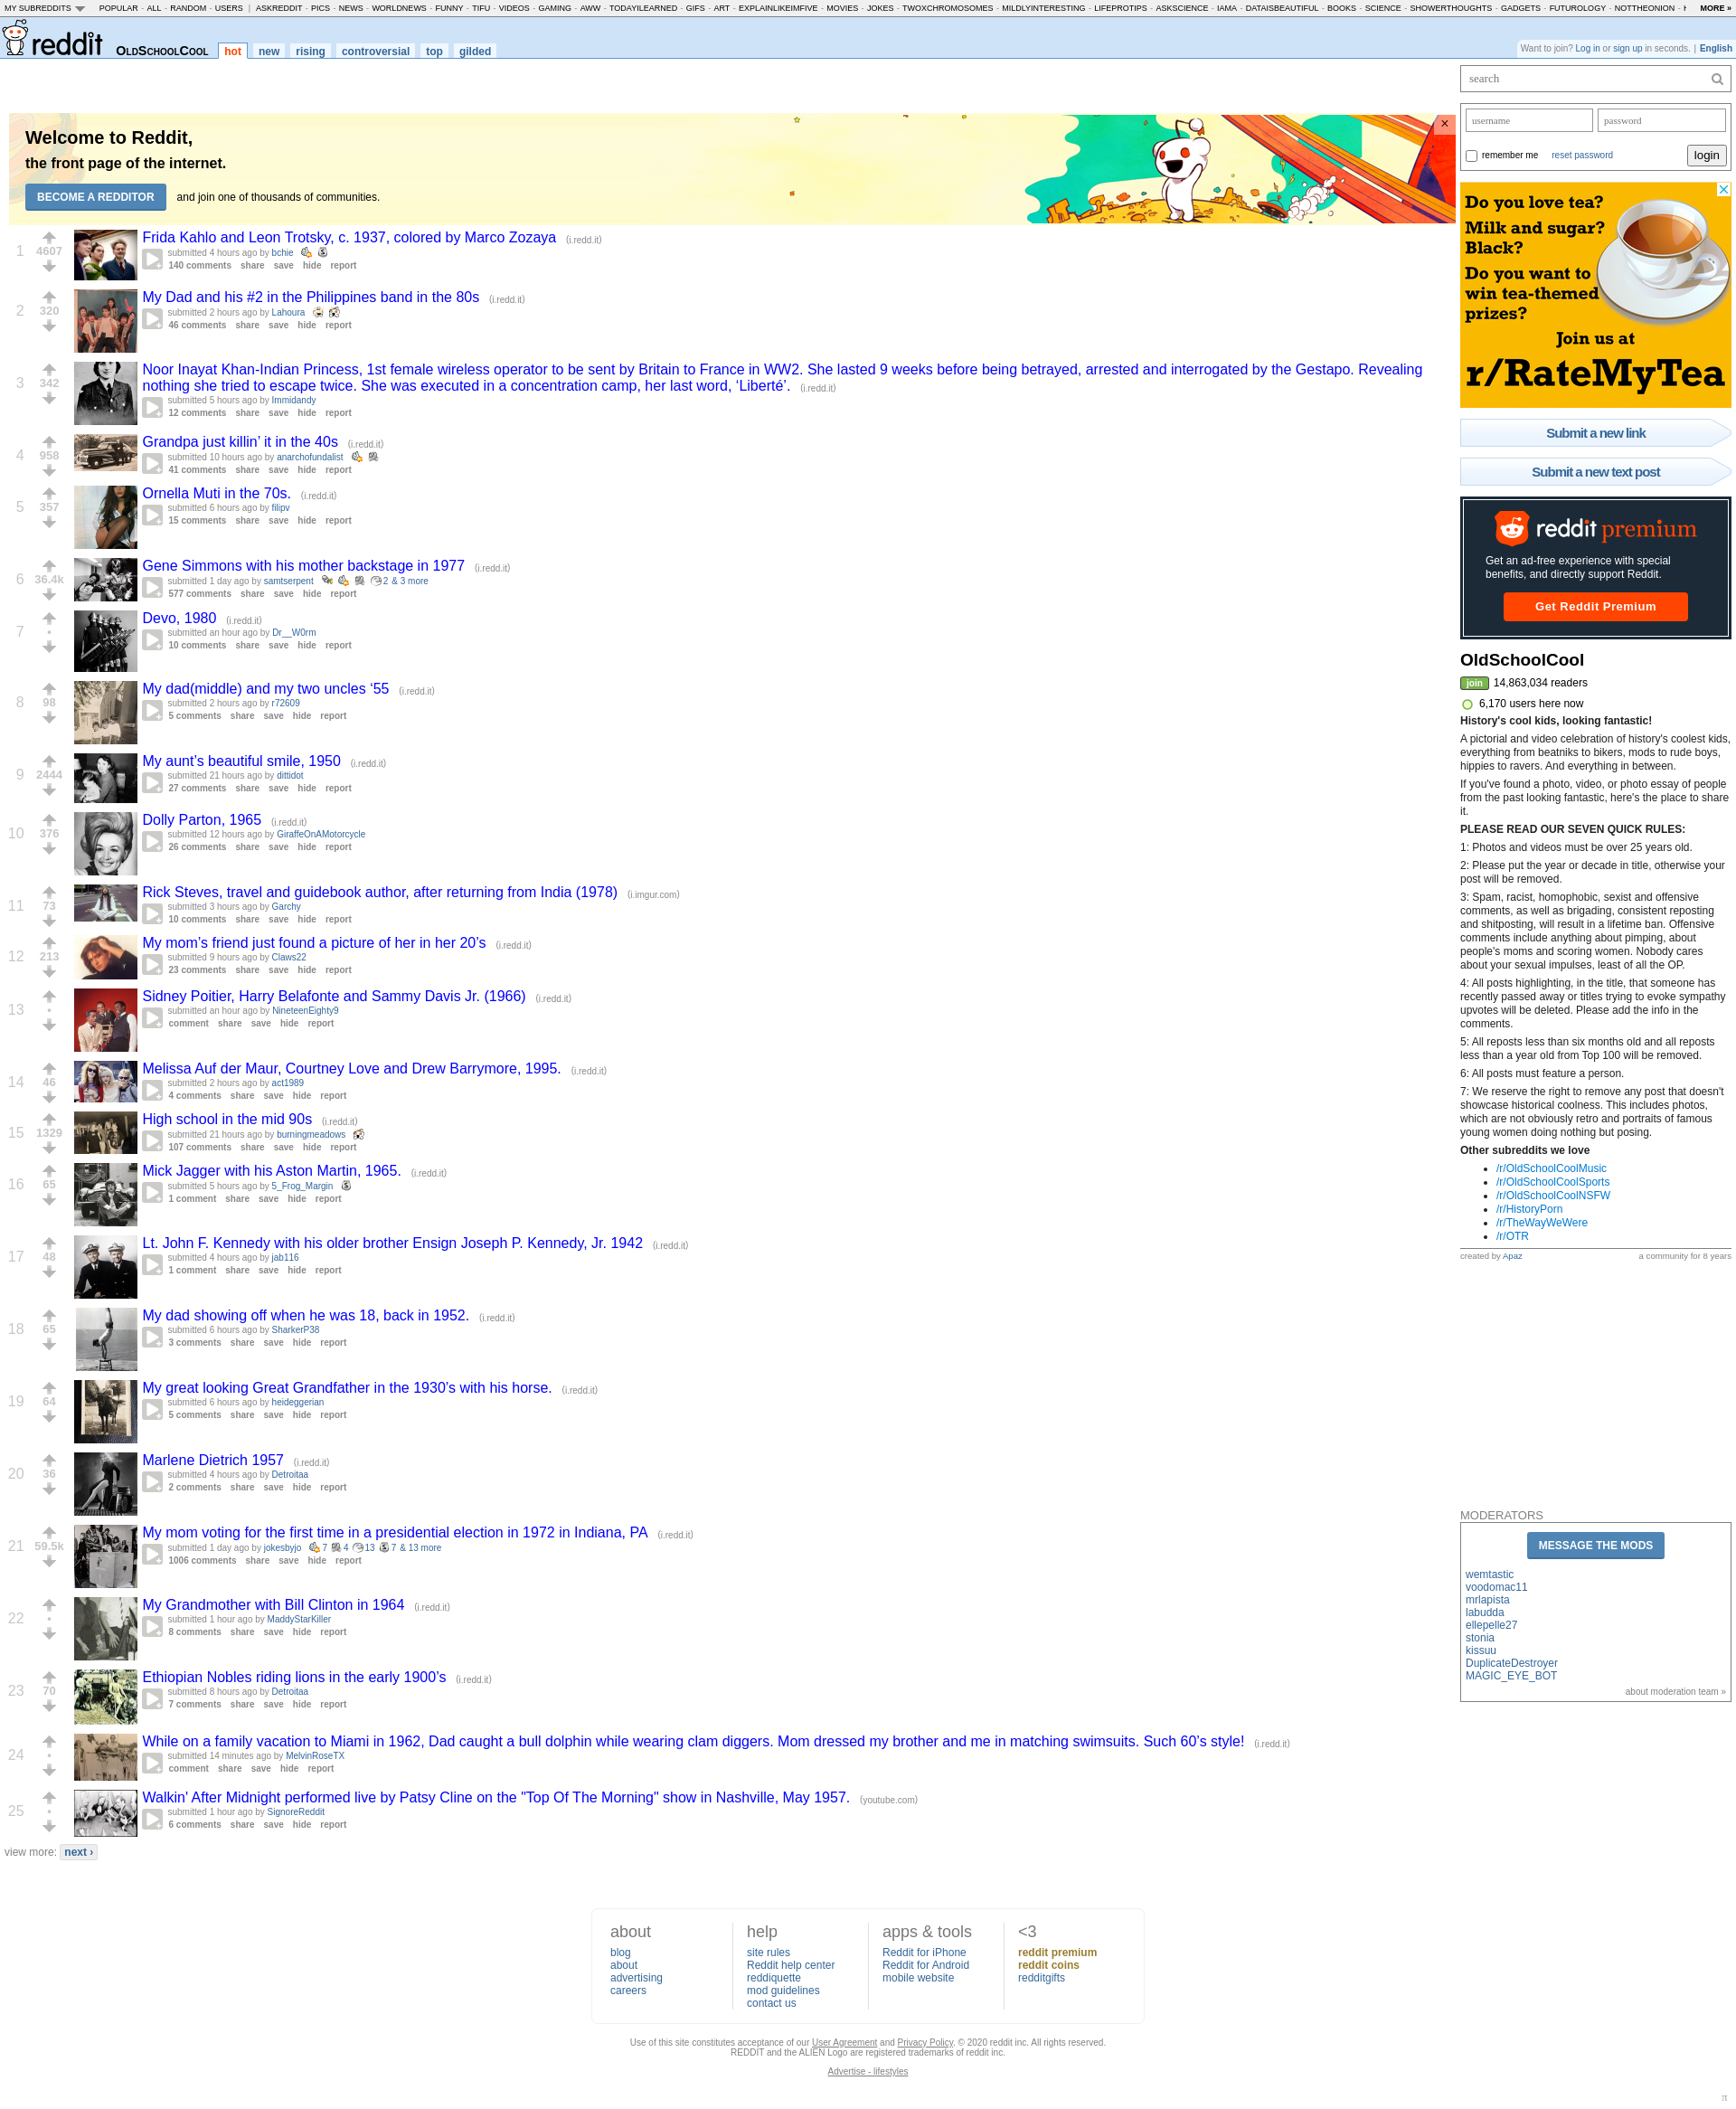 MY SUBREDDITS POPULAR - ALL - RANDOM - USERS | ASKREDDIT - PICS - NEWS - WORLDNEWS - FUNNY - TIFU - VIDEOS - GAMING - AWW - TODAYILEARNED - GIFS - ART - EXPLAINLIKEIMFIVE - MOVIES - JOKES - TWOXCHROMOSOMES - MILDLYINTERESTING - LIFEPROTIPS - ASKSCIENCE - IAMA - DATAISBEAUTIFUL - BOOKS - SCIENCE - SHOWERTHOUGHTS - GADGETS - FUTUROLOGY - NOTTHEONION - MORE »
reddit OLDSCHOOLCOOL hot new rising controversial top gilded
Want to join? Log in or sign up in seconds. | English
search
username password
remember me reset password login
Welcome to Reddit,
the front page of the internet.
BECOME A REDDITOR and join one of thousands of communities.
×
1 4607 Frida Kahlo and Leon Trotsky, c. 1937, colored by Marco Zozaya (i.redd.it)
submitted 4 hours ago by bchie
140 comments share save hide report
2 320 My Dad and his #2 in the Philippines band in the 80s (i.redd.it)
submitted 2 hours ago by Lahoura
46 comments share save hide report
3 342 Noor Inayat Khan-Indian Princess, 1st female wireless operator to be sent by Britain to France in WW2. She lasted 9 weeks before being betrayed, arrested and interrogated by the Gestapo. Revealing
nothing she tried to escape twice. She was executed in a concentration camp, her last word, ‘Liberté’. (i.redd.it)
submitted 5 hours ago by Immidandy
12 comments share save hide report
4 958 Grandpa just killin’ it in the 40s (i.redd.it)
submitted 10 hours ago by anarchofundalist
41 comments share save hide report
5 357 Ornella Muti in the 70s. (i.redd.it)
submitted 6 hours ago by filipv
15 comments share save hide report
6 36.4k Gene Simmons with his mother backstage in 1977 (i.redd.it)
submitted 1 day ago by samtserpent 2 & 3 more
577 comments share save hide report
7 • Devo, 1980 (i.redd.it)
submitted an hour ago by Dr__W0rm
10 comments share save hide report
8 98 My dad(middle) and my two uncles ‘55 (i.redd.it)
submitted 2 hours ago by r72609
5 comments share save hide report
9 2444 My aunt’s beautiful smile, 1950 (i.redd.it)
submitted 21 hours ago by dittidot
27 comments share save hide report
10 376 Dolly Parton, 1965 (i.redd.it)
submitted 12 hours ago by GiraffeOnAMotorcycle
26 comments share save hide report
11 73 Rick Steves, travel and guidebook author, after returning from India (1978) (i.imgur.com)
submitted 3 hours ago by Garchy
10 comments share save hide report
12 213 My mom’s friend just found a picture of her in her 20’s (i.redd.it)
submitted 9 hours ago by Claws22
23 comments share save hide report
13 • Sidney Poitier, Harry Belafonte and Sammy Davis Jr. (1966) (i.redd.it)
submitted an hour ago by NineteenEighty9
comment share save hide report
14 46 Melissa Auf der Maur, Courtney Love and Drew Barrymore, 1995. (i.redd.it)
submitted 2 hours ago by act1989
4 comments share save hide report
15 1329 High school in the mid 90s (i.redd.it)
submitted 21 hours ago by burningmeadows
107 comments share save hide report
16 65 Mick Jagger with his Aston Martin, 1965. (i.redd.it)
submitted 5 hours ago by 5_Frog_Margin
1 comment share save hide report
17 48 Lt. John F. Kennedy with his older brother Ensign Joseph P. Kennedy, Jr. 1942 (i.redd.it)
submitted 4 hours ago by jab116
1 comment share save hide report
18 65 My dad showing off when he was 18, back in 1952. (i.redd.it)
submitted 6 hours ago by SharkerP38
3 comments share save hide report
19 64 My great looking Great Grandfather in the 1930’s with his horse. (i.redd.it)
submitted 6 hours ago by heideggerian
5 comments share save hide report
20 36 Marlene Dietrich 1957 (i.redd.it)
submitted 4 hours ago by Detroitaa
2 comments share save hide report
21 59.5k My mom voting for the first time in a presidential election in 1972 in Indiana, PA (i.redd.it)
submitted 1 day ago by jokesbyjo 7 4 13 7 & 13 more
1006 comments share save hide report
22 • My Grandmother with Bill Clinton in 1964 (i.redd.it)
submitted 1 hour ago by MaddyStarKiller
8 comments share save hide report
23 70 Ethiopian Nobles riding lions in the early 1900’s (i.redd.it)
submitted 8 hours ago by Detroitaa
7 comments share save hide report
24 • While on a family vacation to Miami in 1962, Dad caught a bull dolphin while wearing clam diggers. Mom dressed my brother and me in matching swimsuits. Such 60’s style! (i.redd.it)
submitted 14 minutes ago by MelvinRoseTX
comment share save hide report
25 • Walkin' After Midnight performed live by Patsy Cline on the "Top Of The Morning" show in Nashville, May 1957. (youtube.com)
submitted 1 hour ago by SignoreReddit
6 comments share save hide report
view more: next ›
Do you love tea?
Milk and sugar?
Black?
Do you want to
win tea-themed
prizes?
Join us at
r/RateMyTea
Submit a new link
Submit a new text post
reddit premium
Get an ad-free experience with special
benefits, and directly support Reddit.
Get Reddit Premium
OldSchoolCool
join 14,863,034 readers
6,170 users here now
History's cool kids, looking fantastic!
A pictorial and video celebration of history's coolest kids,
everything from beatniks to bikers, mods to rude boys,
hippies to ravers. And everything in between.
If you've found a photo, video, or photo essay of people
from the past looking fantastic, here's the place to share
it.
PLEASE READ OUR SEVEN QUICK RULES:
1: Photos and videos must be over 25 years old.
2: Please put the year or decade in title, otherwise your
post will be removed.
3: Spam, racist, homophobic, sexist and offensive
comments, as well as brigading, consistent reposting
and shitposting, will result in a lifetime ban. Offensive
comments include anything about pimping, about
people's moms and scoring women. Nobody cares
about your sexual impulses, least of all the OP.
4: All posts highlighting, in the title, that someone has
recently passed away or titles trying to evoke sympathy
upvotes will be deleted. Please add the info in the
comments.
5: All reposts less than six months old and all reposts
less than a year old from Top 100 will be removed.
6: All posts must feature a person.
7: We reserve the right to remove any post that doesn't
showcase historical coolness. This includes photos,
which are not obviously retro and portraits of famous
young women doing nothing but posing.
Other subreddits we love
• /r/OldSchoolCoolMusic
• /r/OldSchoolCoolSports
• /r/OldSchoolCoolNSFW
• /r/HistoryPorn
• /r/TheWayWeWere
• /r/OTR
created by Apaz a community for 8 years
MODERATORS
MESSAGE THE MODS
wemtastic
voodomac11
mrlapista
labudda
ellepelle27
stonia
kissuu
DuplicateDestroyer
MAGIC_EYE_BOT
about moderation team »
about
blog
about
advertising
careers
help
site rules
Reddit help center
reddiquette
mod guidelines
contact us
apps & tools
Reddit for iPhone
Reddit for Android
mobile website
<3
reddit premium
reddit coins
redditgifts
Use of this site constitutes acceptance of our User Agreement and Privacy Policy. © 2020 reddit inc. All rights reserved.
REDDIT and the ALIEN Logo are registered trademarks of reddit inc.
Advertise - lifestyles
π